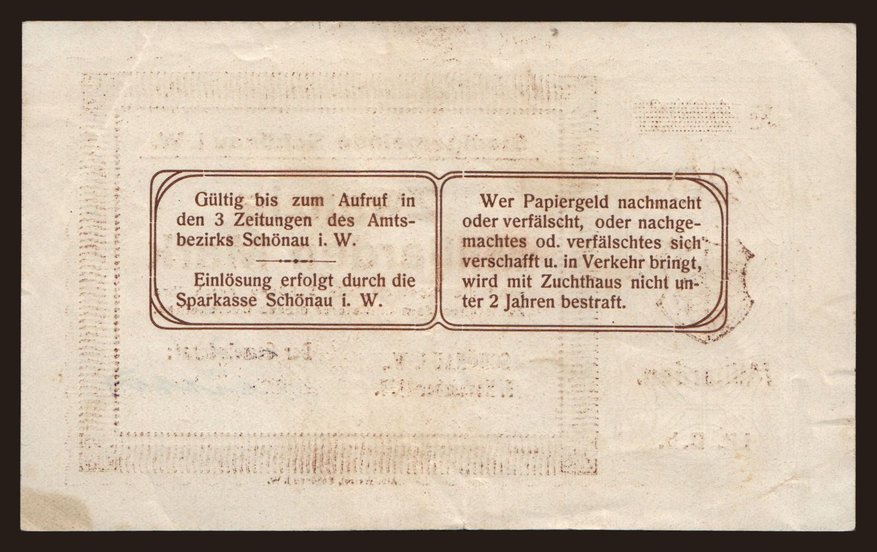 Gültig bis zum Aufruf in
den 3 Zeitungen des Amts-
bezirks Schönau i. W.
Einlösung erfolgt durch die
Sparkasse Schönau i. W.
Wer Papiergeld nachmacht
oder verfälscht, oder nachge-
machtes od. verfälschtes sich
verschafft u. in Verkehr bringt,
wird mit Zuchthaus nicht un-
ter 2 Jahren bestraft.